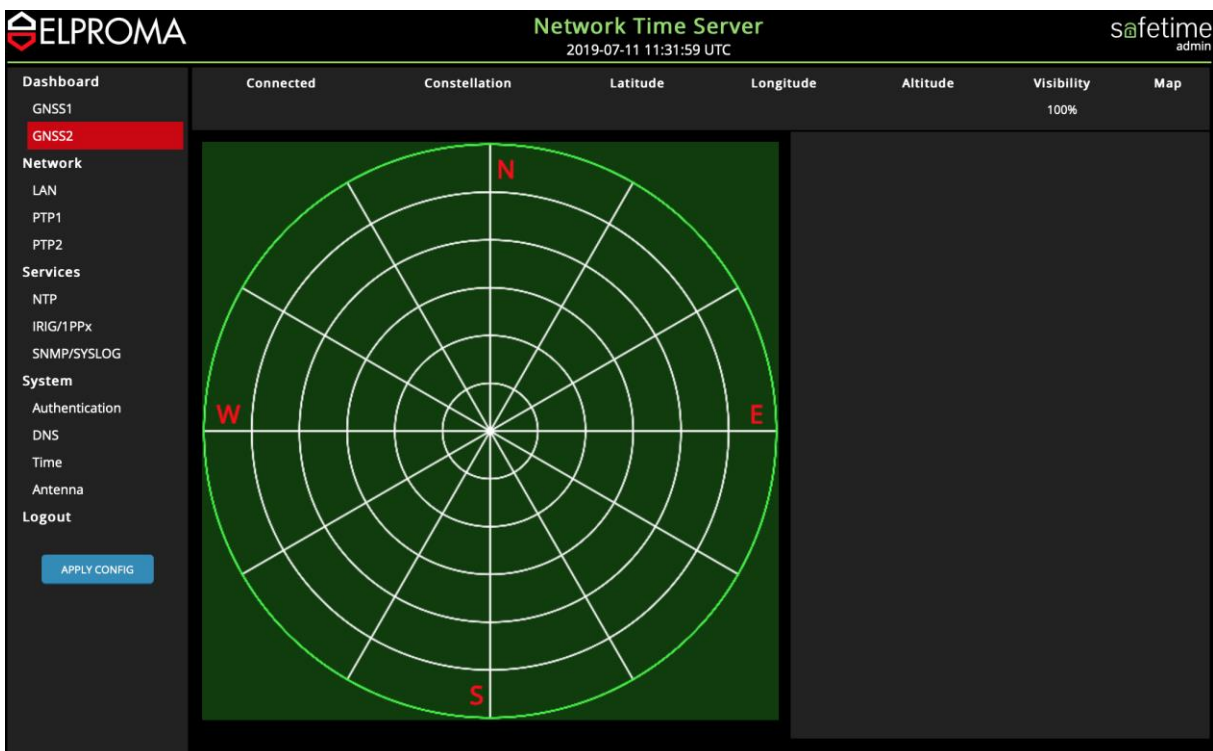 ELPROMA
Network Time Server
2019-07-11 11:31:59 UTC
safetime
admin
Dashboard
GNSS1
GNSS2
Network
LAN
PTP1
PTP2
Services
NTP
IRIG/1PPx
SNMP/SYSLOG
System
Authentication
DNS
Time
Antenna
Logout
APPLY CONFIG
Connected Constellation Latitude Longitude Altitude Visibility Map
100%
N
W E
S